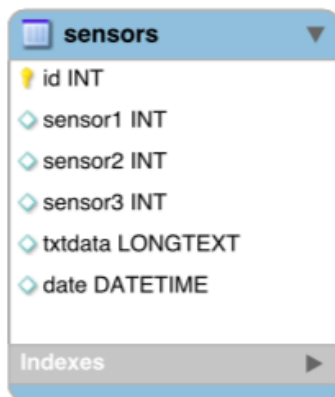 sensors
id INT
sensor1 INT
sensor2 INT
sensor3 INT
txtdata LONGTEXT
date DATETIME
Indexes